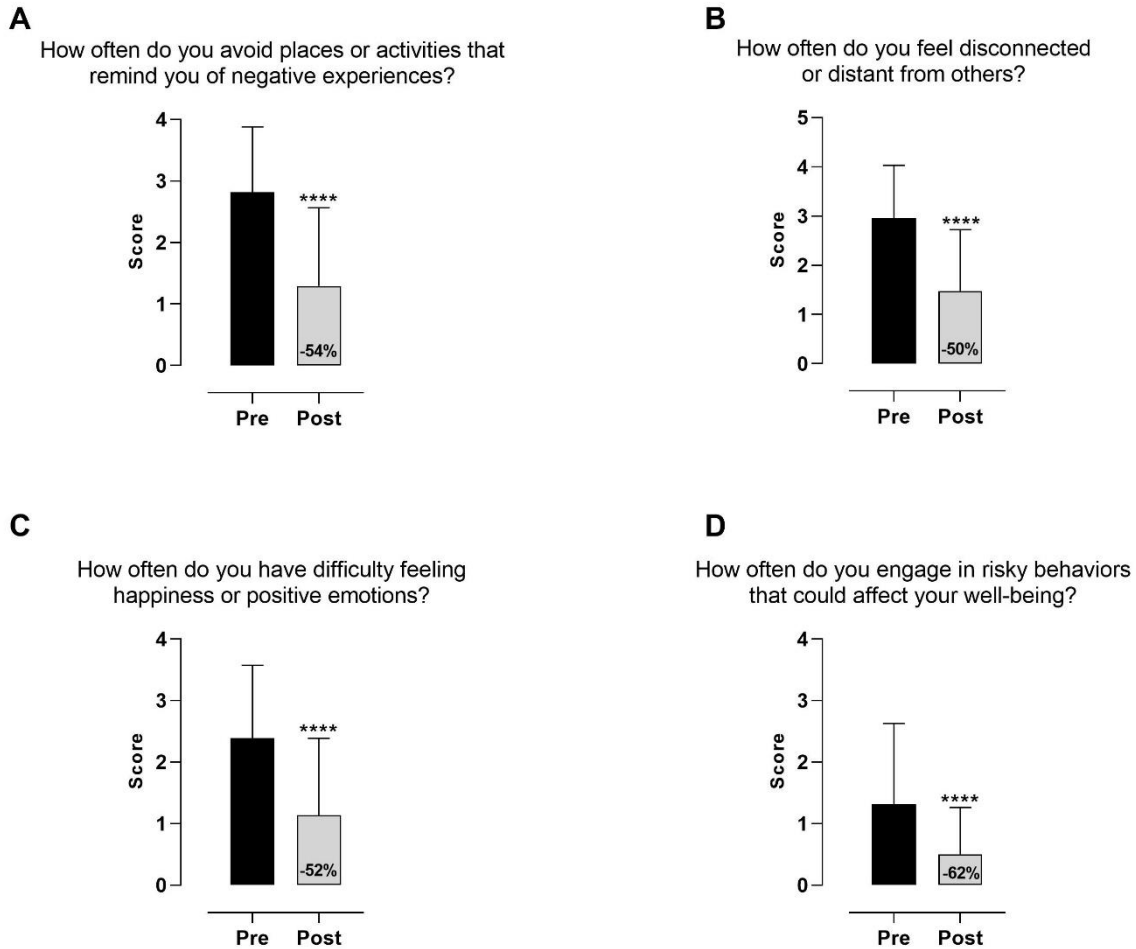 A
How often do you avoid places or activities that
remind you of negative experiences?
4
3
2
1
0
Score
****
-54%
Pre Post
B
How often do you feel disconnected
or distant from others?
5
4
3
2
1
0
Score
****
-50%
Pre Post
C
How often do you have difficulty feeling
happiness or positive emotions?
4
3
2
1
0
Score
****
-52%
Pre Post
D
How often do you engage in risky behaviors
that could affect your well-being?
4
3
2
1
0
Score
****
-62%
Pre Post